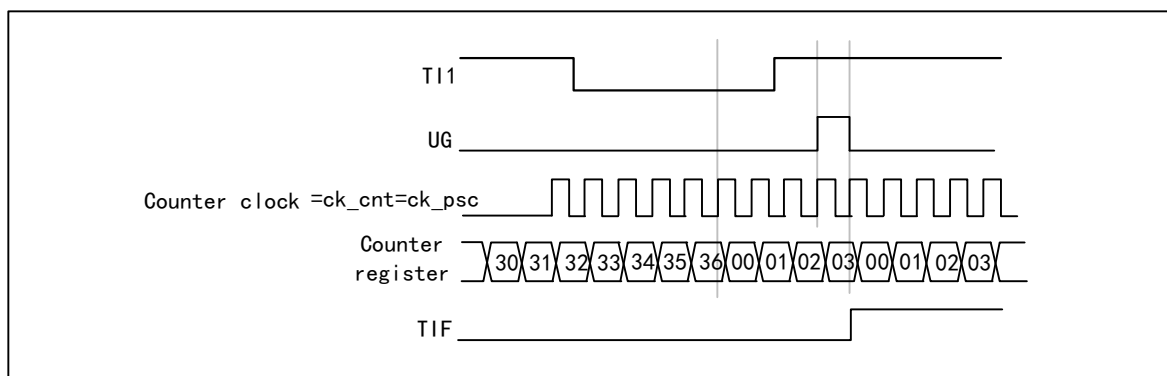 TI1
UG
Counter clock =ck_cnt=ck_psc
Counter
register
30 31 32 33 34 35 36 00 01 02 03 00 01 02 03
TIF